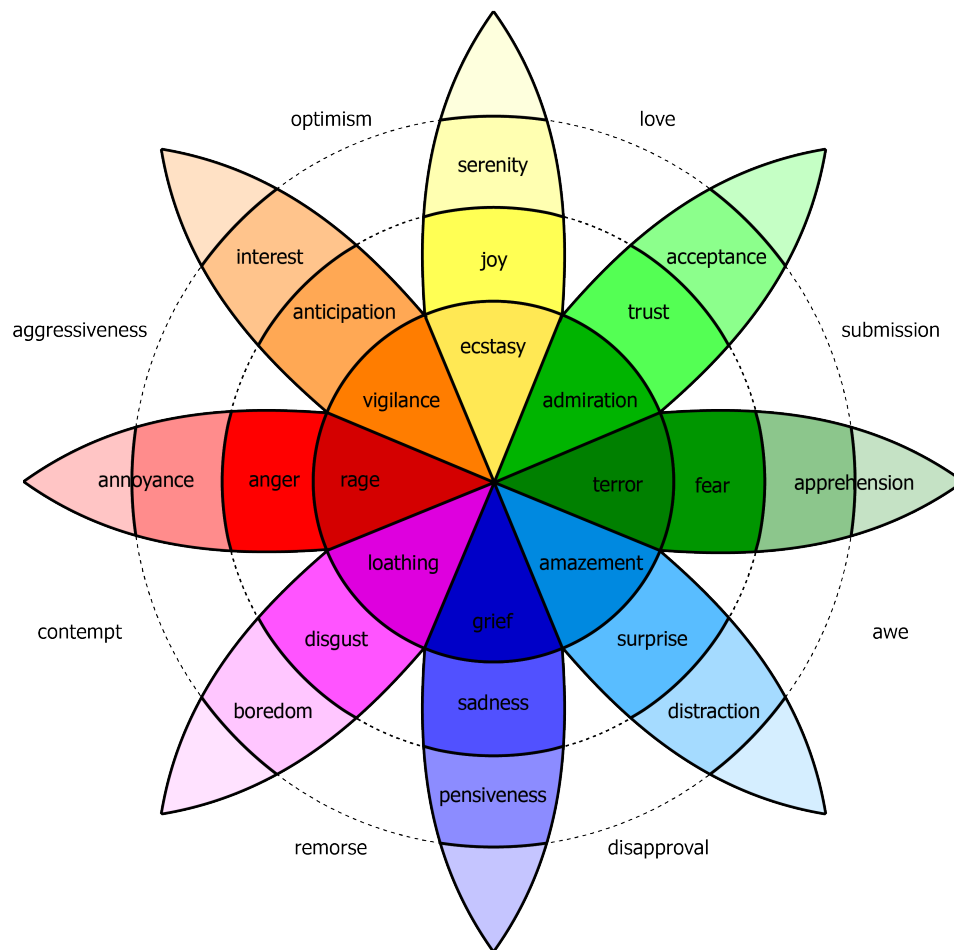 optimism
love
serenity
interest
acceptance
joy
anticipation
trust
aggressiveness
submission
ecstasy
vigilance
admiration
annoyance
anger
rage
terror
fear
apprehension
loathing
amazement
grief
contempt
disgust
surprise
awe
sadness
boredom
distraction
pensiveness
remorse
disapproval